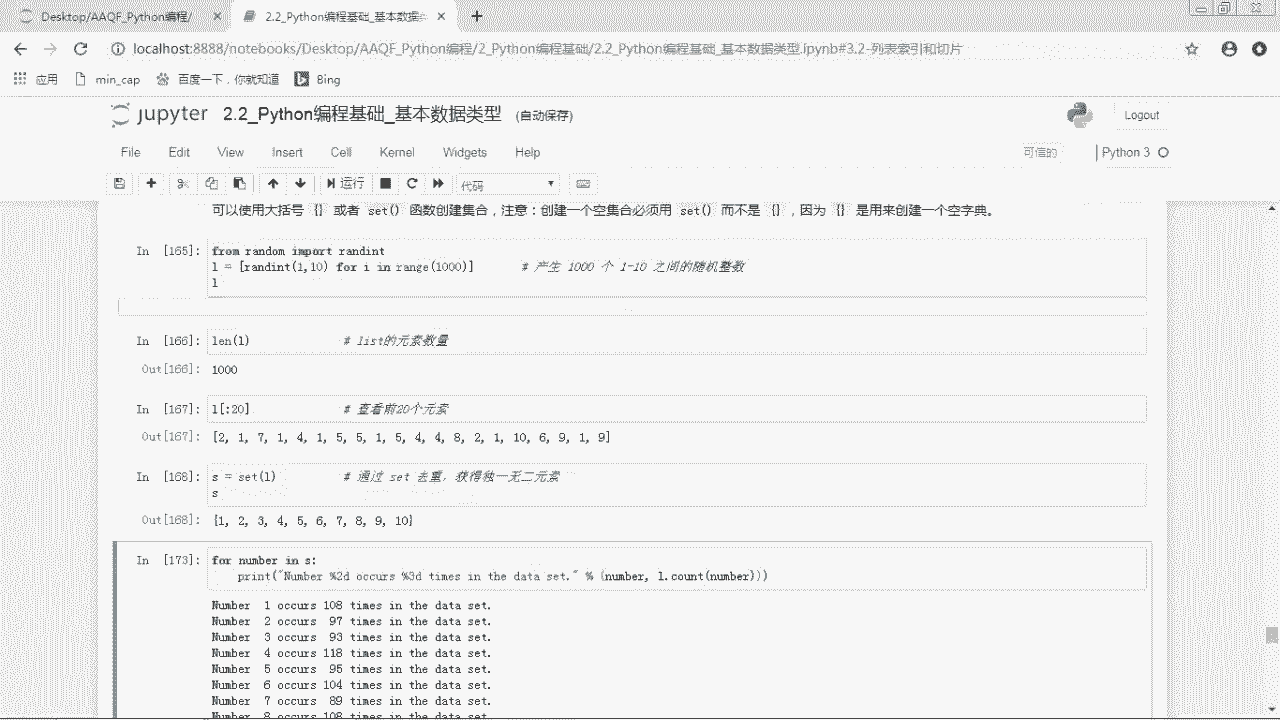 Desktop/AAQF_Python编程/
2.2_Python编程基础_基本数据
localhost:8888/notebooks/Desktop/AAQF_Python编程/2_Python编程基础/2.2_Python编程基础_基本数据类型.ipynb#3.2-列表索引和切片
应用 min_cap 百度一下，你就知道 Bing
jupyter 2.2_Python编程基础_基本数据类型 (自动保存)
Logout
File Edit View Insert Cell Kernel Widgets Help
可信的 Python 3
运行 代码
可以使用大括号 {} 或者 set() 函数创建集合，注意：创建一个空集合必须用 set() 而不是 {} ，因为 {} 是用来创建一个空字典。
In [165]: from random import randint
l = [randint(1,10) for i in range(1000)] # 产生 1000 个 1-10 之间的随机整数
l
In [166]: len(l) # list的元素数量
Out[166]: 1000
In [167]: l[:20] # 查看前20个元素
Out[167]: [2, 1, 7, 1, 4, 1, 5, 5, 1, 5, 4, 4, 8, 2, 1, 10, 6, 9, 1, 9]
In [168]: s = set(l) # 通过 set 去重，获得独一无二元素
s
Out[168]: {1, 2, 3, 4, 5, 6, 7, 8, 9, 10}
In [173]: for number in s:
print("Number %2d occurs %3d times in the data set." % (number, l.count(number)))
Number 1 occurs 108 times in the data set.
Number 2 occurs 97 times in the data set.
Number 3 occurs 93 times in the data set.
Number 4 occurs 118 times in the data set.
Number 5 occurs 95 times in the data set.
Number 6 occurs 104 times in the data set.
Number 7 occurs 89 times in the data set.
Number 8 occurs 108 times in the data set.